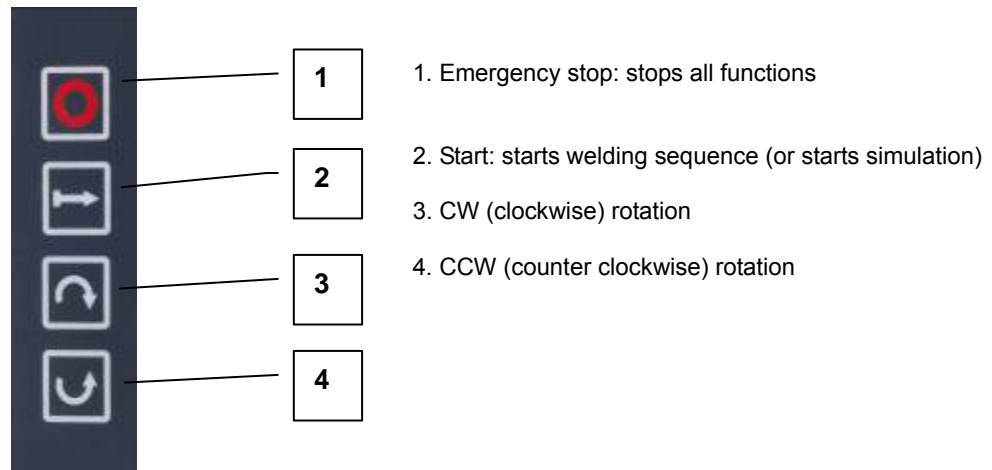 1
1. Emergency stop: stops all functions
2
2. Start: starts welding sequence (or starts simulation)
3. CW (clockwise) rotation
3
4. CCW (counter clockwise) rotation
4